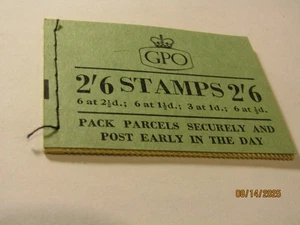 GPO
2/6 STAMPS 2/6
6 at 2½d.; 6 at 1½d.; 3 at 1d.; 6 at ½d.
PACK PARCELS SECURELY AND
POST EARLY IN THE DAY
08/14/2025